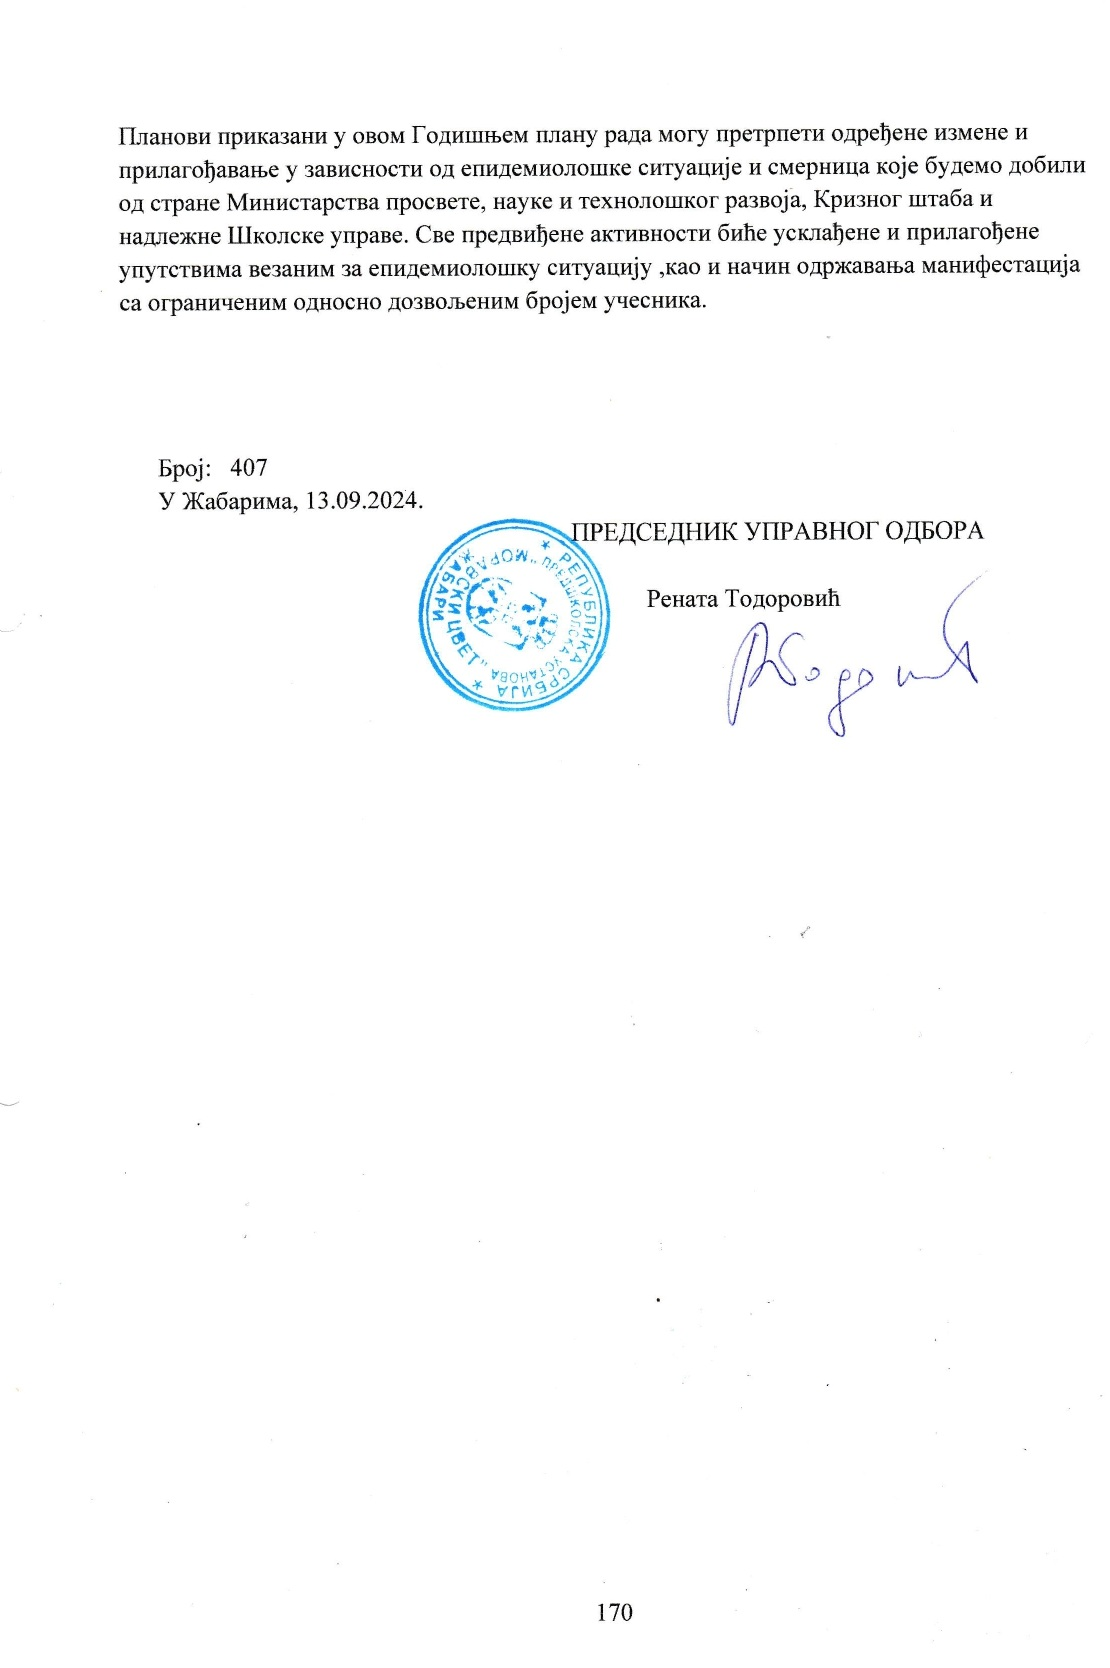 Планови приказани у овом Годишњем плану рада могу претрпети одређене измене и
прилагођавање у зависности од епидемиолошке ситуације и смерница које будемо добили
од стране Министарства просвете, науке и технолошког развоја, Кризног штаба и
надлежне Школске управе. Све предвиђене активности биће усклађене и прилагођене
упутствима везаним за епидемиолошку ситуацију ,као и начин одржавања манифестација
са ограниченим односно дозвољеним бројем учесника.
Број: 407
У Жабарима, 13.09.2024.
ПРЕДСЕДНИК УПРАВНОГ ОДБОРА
Рената Тодоровић
РЕПУБЛИКА СРБИЈА
ПРЕДШКОЛСКА УСТАНОВА
"МОРАВСКИ ЦВЕТ"
ЖАБАРИ
170